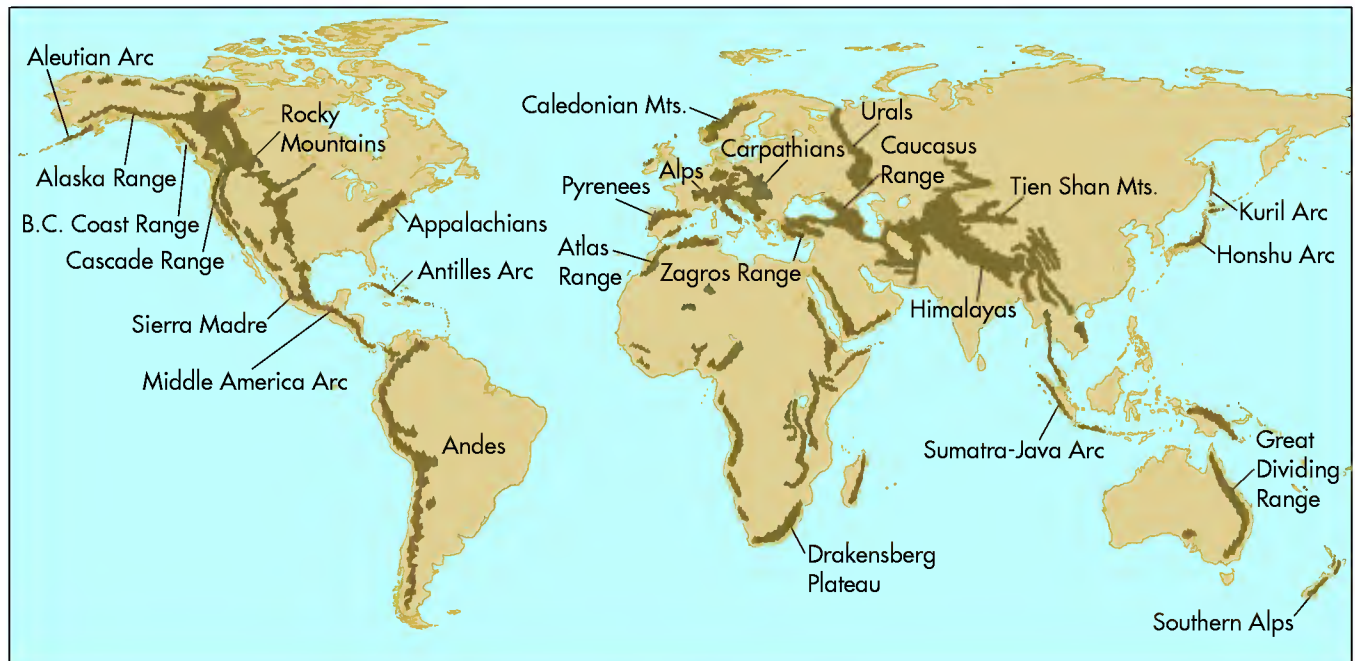 Aleutian Arc
Rocky
Mountains
Alaska Range
B.C. Coast Range
Cascade Range
Appalachians
Antilles Arc
Sierra Madre
Middle America Arc
Andes
Caledonian Mts.
Urals
Carpathians
Caucasus
Range
Alps
Pyrenees
Tien Shan Mts.
Kuril Arc
Honshu Arc
Atlas
Range
Zagros Range
Himalayas
Sumatra-Java Arc
Great
Dividing
Range
Drakensberg
Plateau
Southern Alps